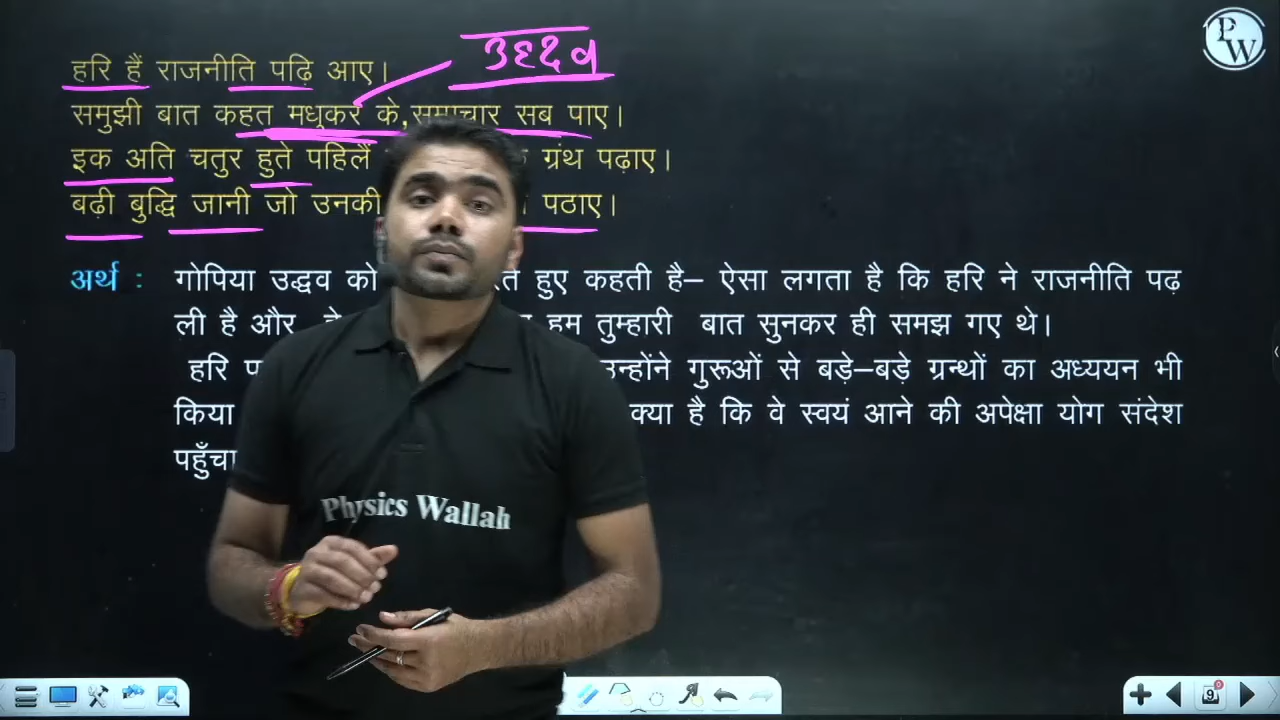 उद्धव
हरि हैं राजनीति पढ़ि आए।
समुझी बात कहत मधुकर के,समाचार सब पाए।
इक अति चतुर हुते पहिलैं ग्रंथ पढ़ाए।
बढ़ी बुद्धि जानी जो उनकी पठाए।
अर्थ : गोपिया उद्धव को हुए कहती है– ऐसा लगता है कि हरि ने राजनीति पढ़
ली है और हम तुम्हारी बात सुनकर ही समझ गए थे।
हरि उन्होंने गुरूओं से बड़े–बड़े ग्रन्थों का अध्ययन भी
किया क्या है कि वे स्वयं आने की अपेक्षा योग संदेश
पहुँचा
Physics Wallah
PW
9